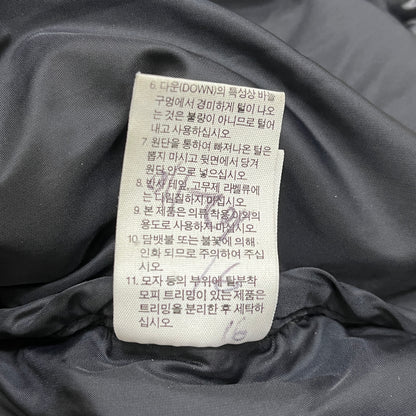 6. 다운(DOWN)의 특성상 바늘
구멍에서 경미하게 털이 나오
는 것은 불량이 아니므로 털어
내고 사용하십시오.
7. 원단을 통하여 빠져나온 털은
뽑지 마시고 뒷면에서 당겨
원단 안으로 넣으십시오.
8. 반사 테잎, 고무제 라벨류에
는 다림질하지 마십시오.
9. 본 제품은 의류착용 이외의
용도로 사용하지 마십시오.
10. 담뱃불 또는 불꽃에 의해
인화 되므로 주의하여 주십
시오.
11. 모자 등의 부위에 탈부착
모피 트리밍이 있는 제품은
트리밍을 분리한 후 세탁하
십시오.
16